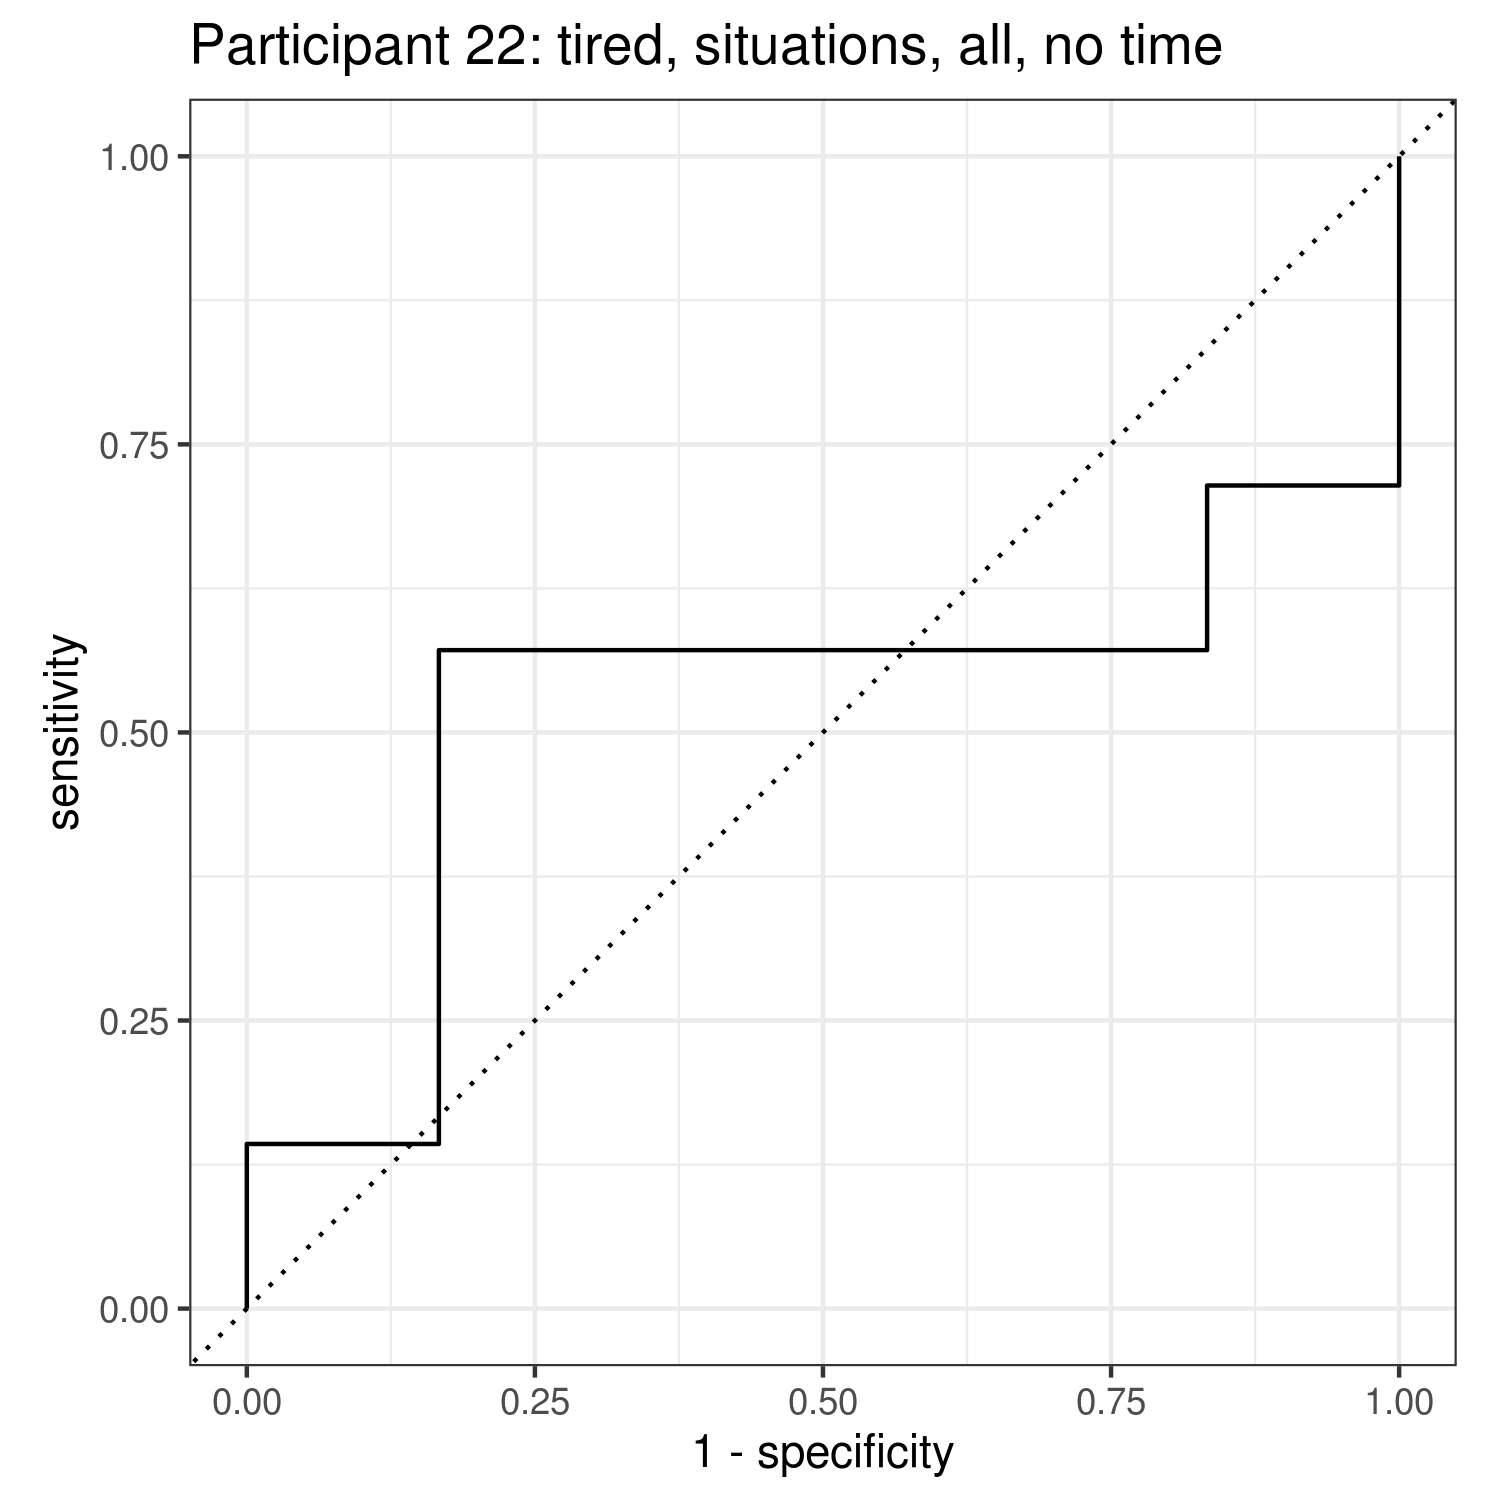 Participant 22: tired, situations, all, no time
1.00
0.75
0.50
0.25
0.00
sensitivity
0.00 0.25 0.50 0.75 1.00
1 - specificity